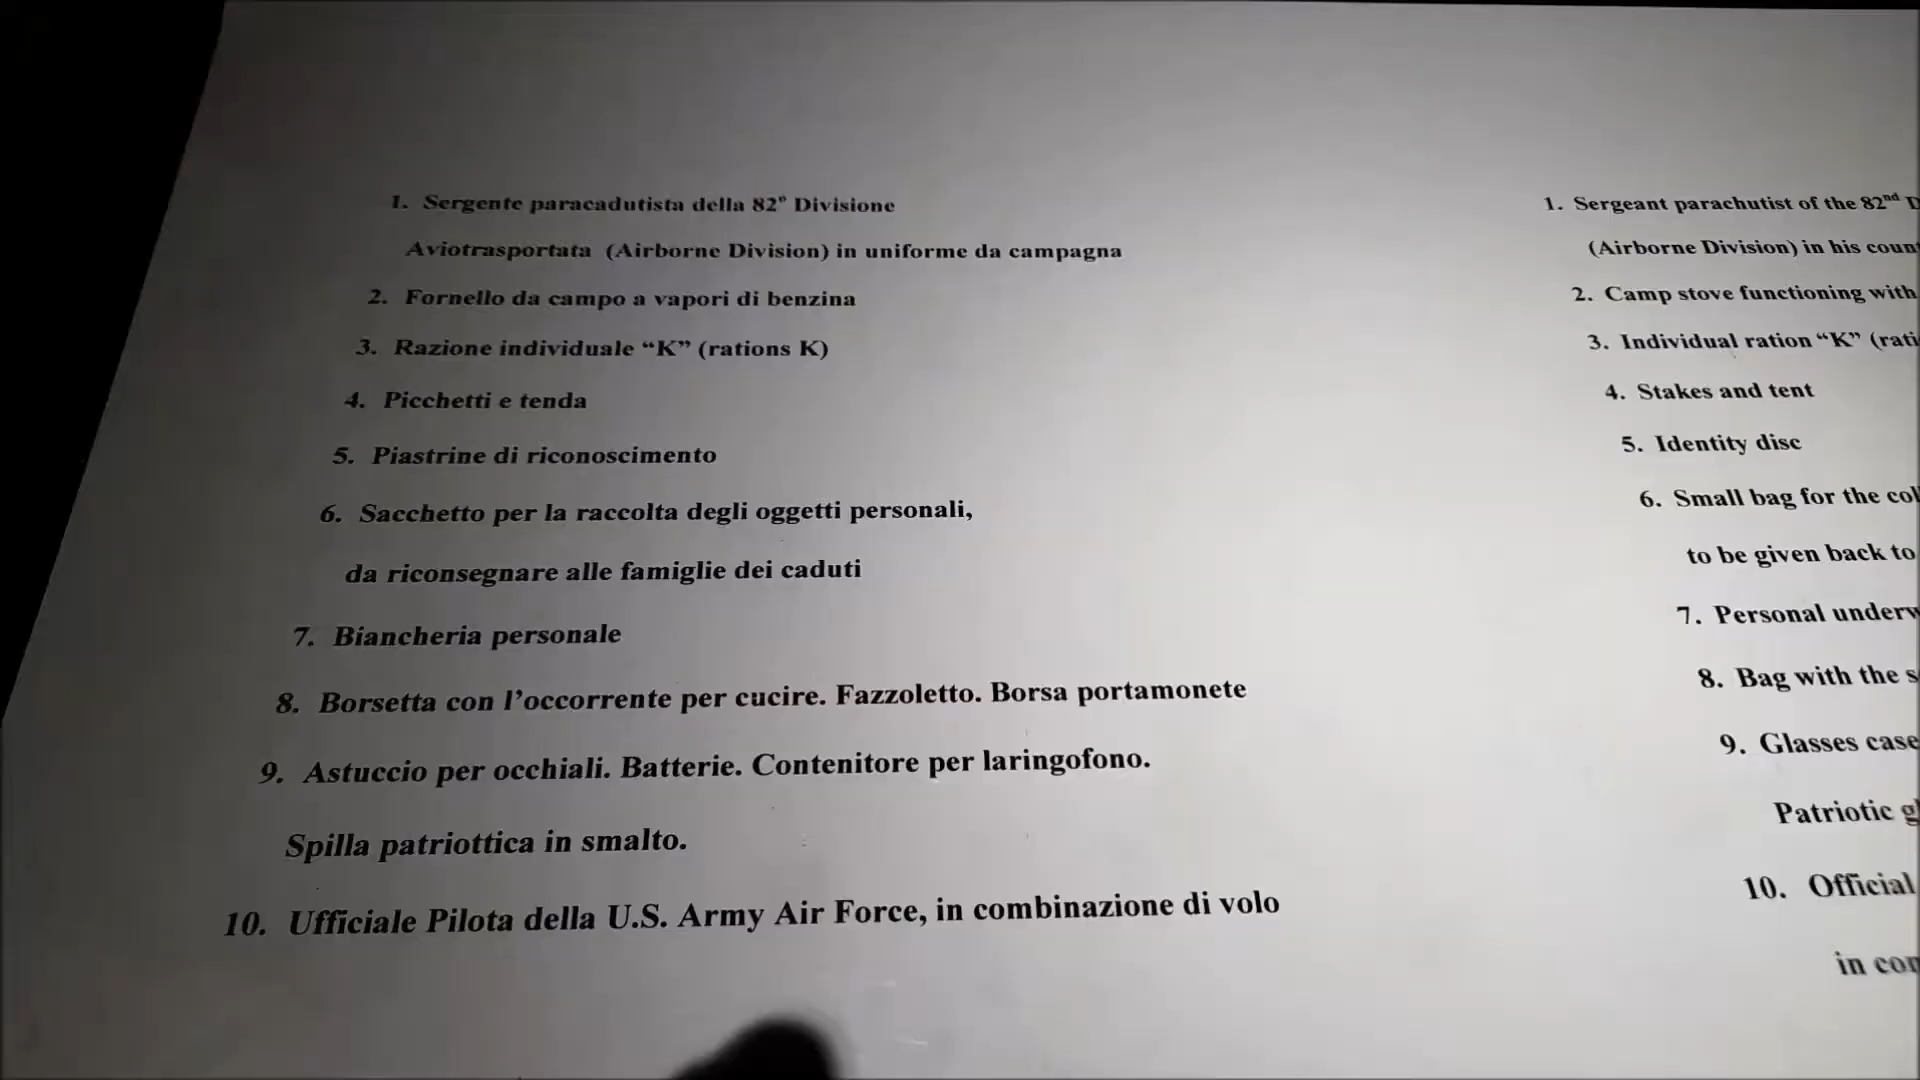 1. Sergente paracadutista della 82° Divisione
Aviotrasportata (Airborne Division) in uniforme da campagna
2. Fornello da campo a vapori di benzina
3. Razione individuale “K” (rations K)
4. Picchetti e tenda
5. Piastrine di riconoscimento
6. Sacchetto per la raccolta degli oggetti personali,
da riconsegnare alle famiglie dei caduti
7. Biancheria personale
8. Borsetta con l’occorrente per cucire. Fazzoletto. Borsa portamonete
9. Astuccio per occhiali. Batterie. Contenitore per laringofono.
Spilla patriottica in smalto.
10. Ufficiale Pilota della U.S. Army Air Force, in combinazione di volo
1. Sergeant parachutist of the 82nd
(Airborne Division) in his
2. Camp stove functioning with
3. Individual ration “K”
4. Stakes and tent
5. Identity disc
6. Small bag for the
to be given back to
7. Personal
8. Bag with the
9. Glasses case
Patriotic
10. Official
in